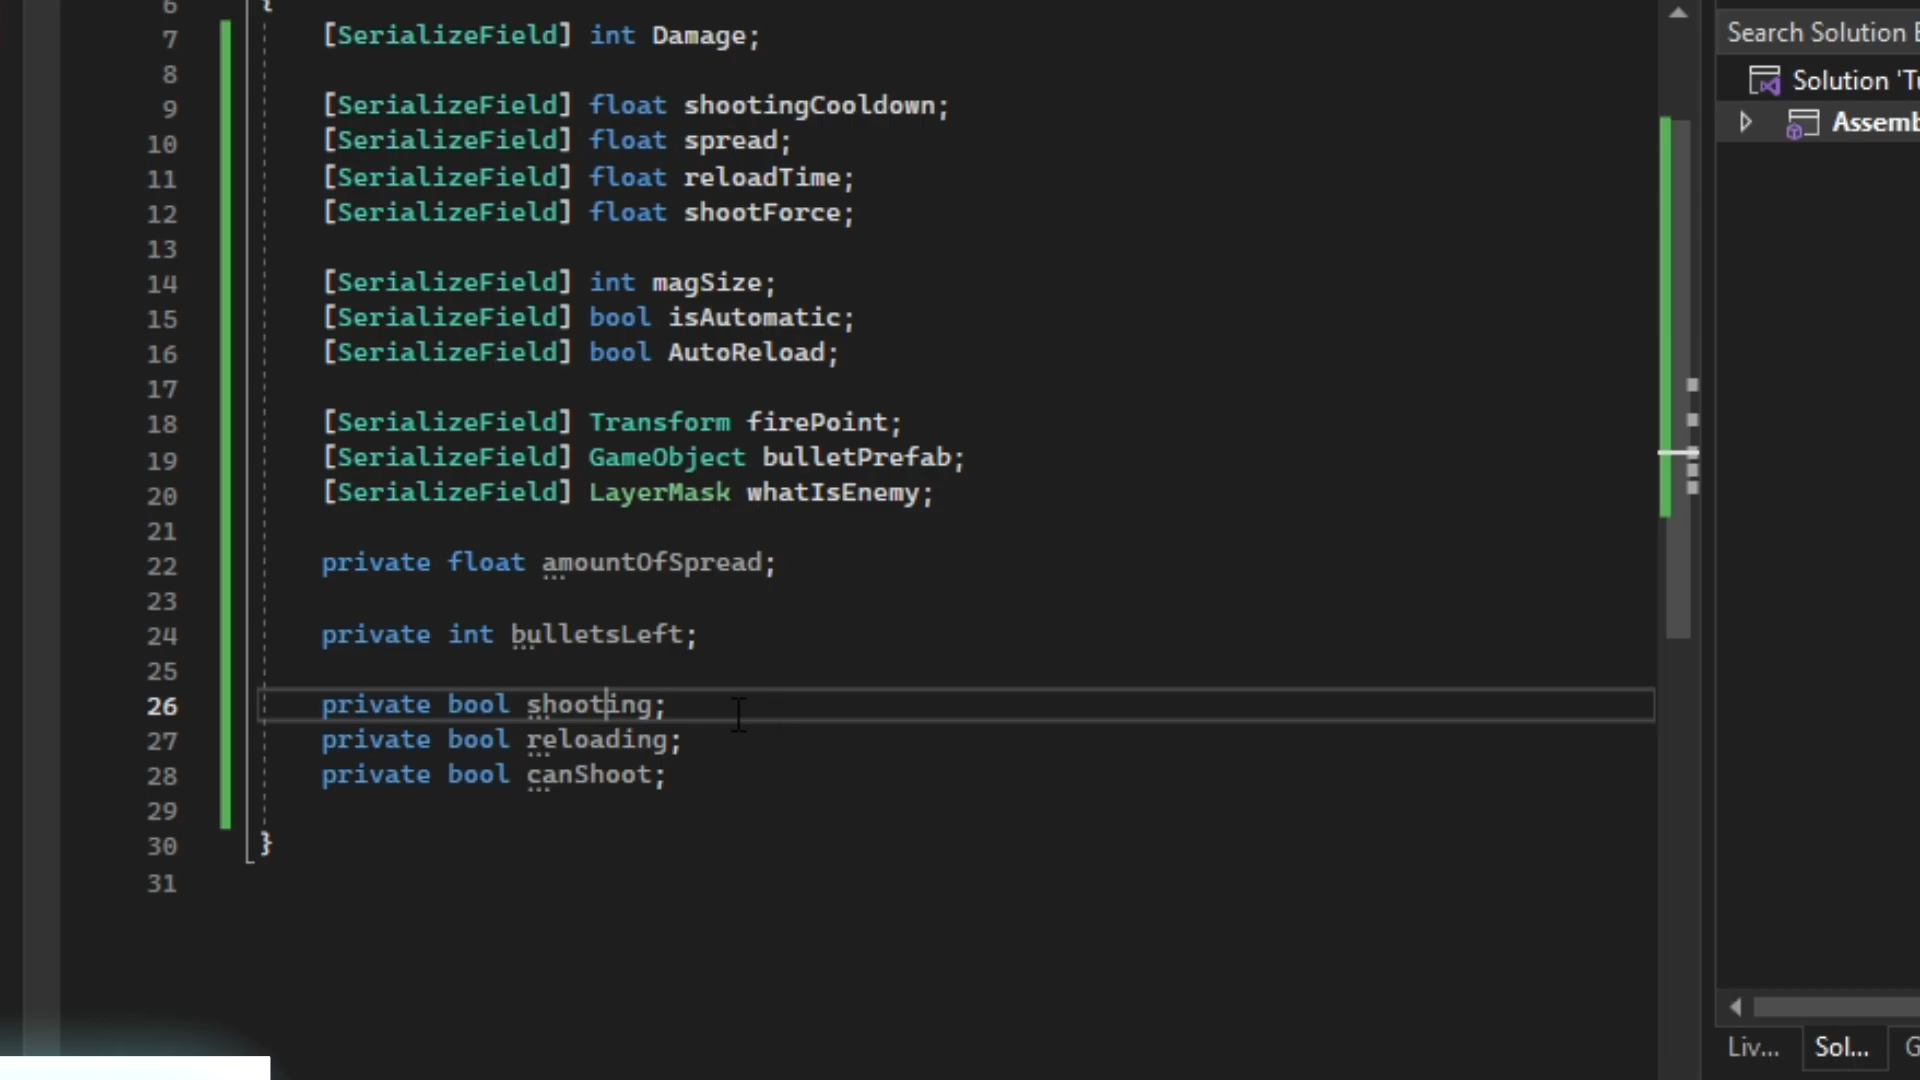 6 {
7 [SerializeField] int Damage;
8
9 [SerializeField] float shootingCooldown;
10 [SerializeField] float spread;
11 [SerializeField] float reloadTime;
12 [SerializeField] float shootForce;
13
14 [SerializeField] int magSize;
15 [SerializeField] bool isAutomatic;
16 [SerializeField] bool AutoReload;
17
18 [SerializeField] Transform firePoint;
19 [SerializeField] GameObject bulletPrefab;
20 [SerializeField] LayerMask whatIsEnemy;
21
22 private float amountOfSpread;
23
24 private int bulletsLeft;
25
26 private bool shooting;
27 private bool reloading;
28 private bool canShoot;
29
30 }
31
Search Solution
Solution 'Tu
Assemb
Liv...
Sol...
G